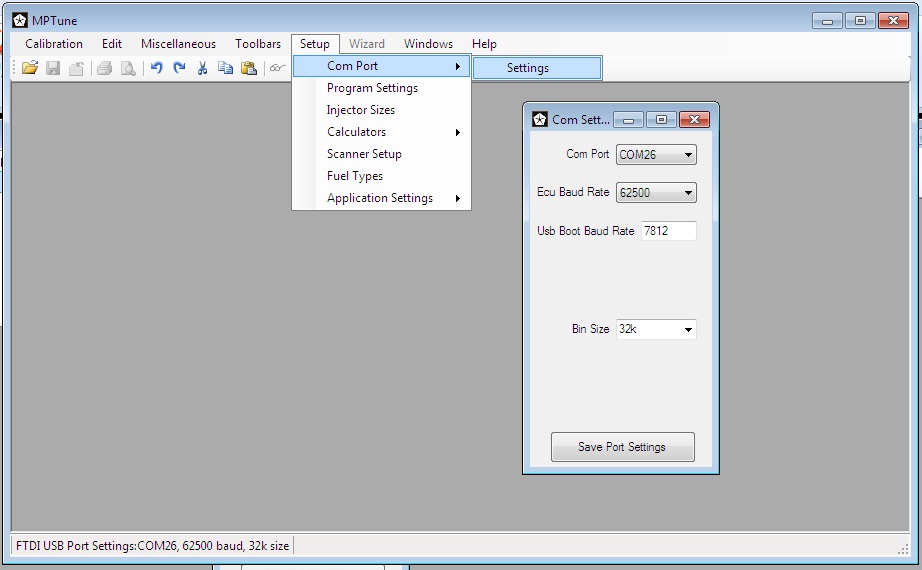 MPTune
Calibration Edit Miscellaneous Toolbars Setup Wizard Windows Help
Com Port Settings
Program Settings
Injector Sizes
Calculators
Scanner Setup
Fuel Types
Application Settings
Com Sett...
Com Port COM26
Ecu Baud Rate 62500
Usb Boot Baud Rate 7812
Bin Size 32k
Save Port Settings
FTDI USB Port Settings:COM26, 62500 baud, 32k size